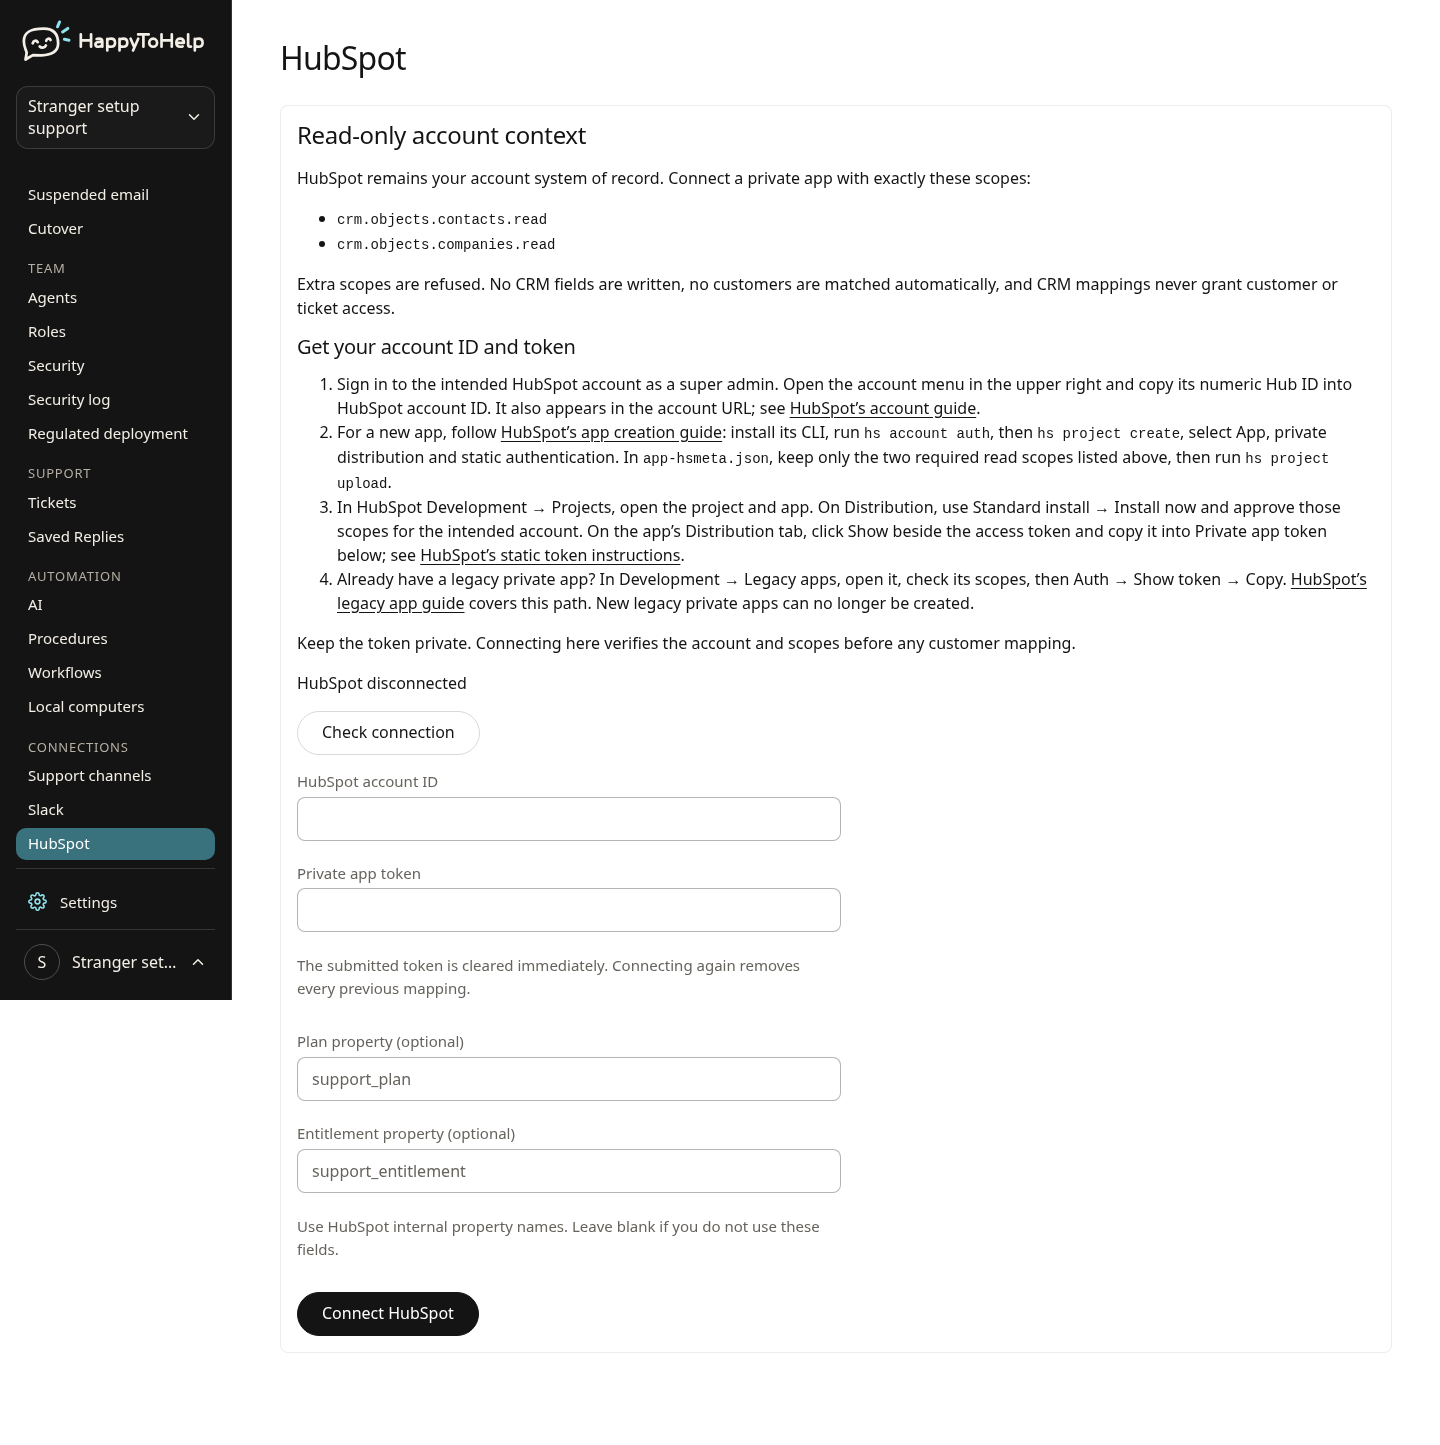 HappyToHelp
Stranger setup
support
Suspended email
Cutover
TEAM
Agents
Roles
Security
Security log
Regulated deployment
SUPPORT
Tickets
Saved Replies
AUTOMATION
AI
Procedures
Workflows
Local computers
CONNECTIONS
Support channels
Slack
HubSpot
Settings
S
Stranger set...
HubSpot
Read-only account context
HubSpot remains your account system of record. Connect a private app with exactly these scopes:
• crm.objects.contacts.read
• crm.objects.companies.read
Extra scopes are refused. No CRM fields are written, no customers are matched automatically, and CRM mappings never grant customer or
ticket access.
Get your account ID and token
1. Sign in to the intended HubSpot account as a super admin. Open the account menu in the upper right and copy its numeric Hub ID into
HubSpot account ID. It also appears in the account URL; see HubSpot’s account guide.
2. For a new app, follow HubSpot’s app creation guide: install its CLI, run hs account auth, then hs project create, select App, private
distribution and static authentication. In app-hsmeta.json, keep only the two required read scopes listed above, then run hs project
upload.
3. In HubSpot Development → Projects, open the project and app. On Distribution, use Standard install → Install now and approve those
scopes for the intended account. On the app’s Distribution tab, click Show beside the access token and copy it into Private app token
below; see HubSpot’s static token instructions.
4. Already have a legacy private app? In Development → Legacy apps, open it, check its scopes, then Auth → Show token → Copy. HubSpot’s
legacy app guide covers this path. New legacy private apps can no longer be created.
Keep the token private. Connecting here verifies the account and scopes before any customer mapping.
HubSpot disconnected
Check connection
HubSpot account ID
Private app token
The submitted token is cleared immediately. Connecting again removes
every previous mapping.
Plan property (optional)
support_plan
Entitlement property (optional)
support_entitlement
Use HubSpot internal property names. Leave blank if you do not use these
fields.
Connect HubSpot